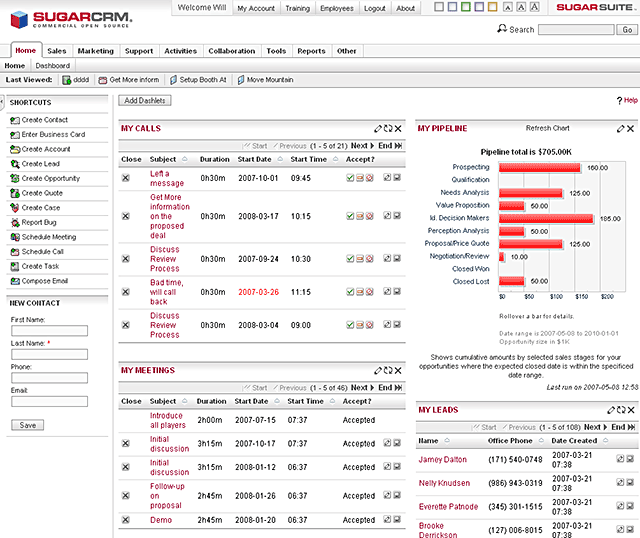 SUGARCRM.
COMMERCIAL OPEN SOURCE
Welcome Will My Account Training Employees Logout About
A A A
SUGARSUITE.
Search Go
Home Sales Marketing Support Activities Collaboration Tools Reports Other
Home Dashboard
Last Viewed: dddd Get More inform Setup Booth At Move Mountain
SHORTCUTS
Create Contact
Enter Business Card
Create Account
Create Lead
Create Opportunity
Create Quote
Create Case
Report Bug
Schedule Meeting
Schedule Call
Create Task
Compose Email
NEW CONTACT
First Name:
Last Name: *
Phone:
Email:
Save
Add Dashlets
? Help
MY CALLS
Start Previous (1 - 5 of 21) Next End
Close Subject Duration Start Date Start Time Accept?
Left a
message 0h30m 2007-10-01 09:45
Get More
information
on the
proposed
deal 0h30m 2008-03-17 10:15
Discuss
Review
Process 0h30m 2007-09-24 10:30
Bad time,
will call
back 0h30m 2007-03-26 11:15
Discuss
Review
Process 0h30m 2008-03-04 09:00
MY MEETINGS
Start Previous (1 - 5 of 46) Next End
Close Subject Duration Start Date Start Time Accept?
Introduce
all players 2h00m 2007-07-15 07:37 Accepted
Initial
discussion 3h15m 2007-10-17 07:37 Accepted
Initial
discussion 3h15m 2008-01-12 06:37 Accepted
Follow-up
on
proposal 2h45m 2008-01-26 06:37 Accepted
Demo 2h45m 2008-01-20 06:37 Accepted
MY PIPELINE Refresh Chart
Pipeline total is $705.00K
Prospecting 160.00
Qualification
Needs Analysis 125.00
Value Proposition 50.00
Id. Decision Makers 185.00
Perception Analysis 50.00
Proposal/Price Quote 125.00
Negotiation/Review 10.00
Closed Won
Closed Lost 50.00
$0 $50 $100 $150 $200
Rollover a bar for details.
Date range is 2007-05-08 to 2010-01-01
Opportunity size in $1K
Shows cumulative amounts by selected sales stages for your
opportunities where the expected closed date is within the specificed
date range.
Last run on 2007-05-08 12:58
MY LEADS
Start Previous (1 - 5 of 108) Next End
Name Office Phone Date Created
Jarney Dalton (171) 540-0748 2007-03-21
07:38
Nelly Knudsen (986) 943-0319 2007-03-21
07:38
Everette Patnode (345) 301-1515 2007-03-21
07:38
Brooke
Derrickson (127) 006-8015 2007-03-21
07:38